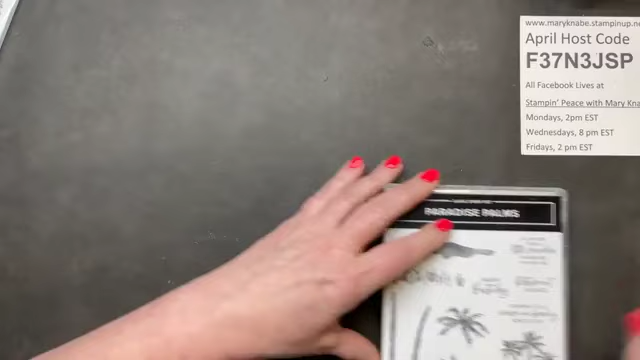 www.maryknabe.stampinup.ne
April Host Code
F37N3JSP
All Facebook Lives at
Stampin' Peace with Mary Kna
Mondays, 2pm EST
Wednesdays, 8 pm EST
Fridays, 2 pm EST
PARADISE PALMS